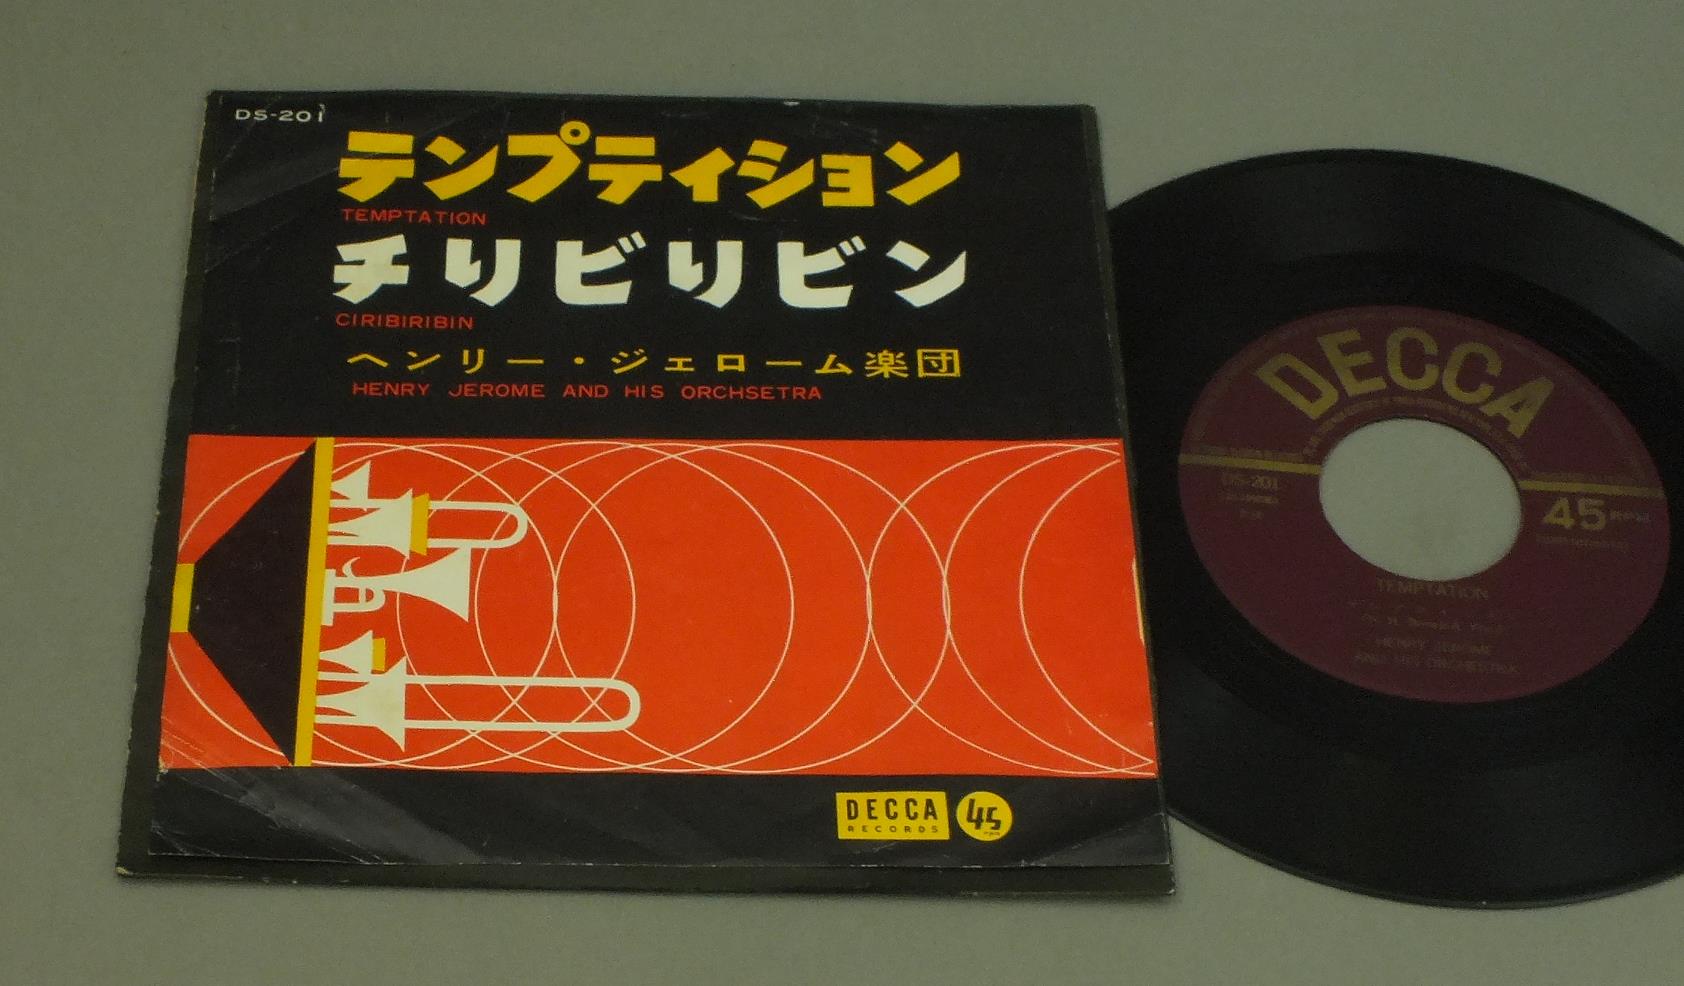 DS-201
テンプティション
TEMPTATION
チリビリビン
CIRIBIRIBIN
ヘンリー・ジェローム楽団
HENRY JEROME AND HIS ORCHSETRA
DECCA
RECORDS
45
rpm
DECCA
DS-201
45 RPM
TEMPTATION
HENRY JEROME
AND HIS ORCHESTRA